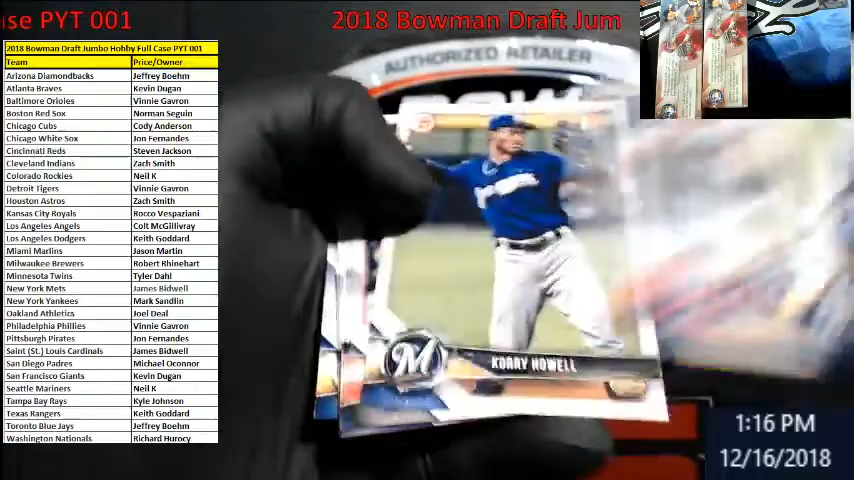 se PYT 001
2018 Bowman Draft Jum
2018 Bowman Draft Jumbo Hobby Full Case PYT 001
Team Price/Owner
Arizona Diamondbacks Jeffrey Boehm
Atlanta Braves Kevin Dugan
Baltimore Orioles Vinnie Gavron
Boston Red Sox Norman Seguin
Chicago Cubs Cody Anderson
Chicago White Sox Jon Fernandes
Cincinnati Reds Steven Jackson
Cleveland Indians Zach Smith
Colorado Rockies Neil K
Detroit Tigers Vinnie Gavron
Houston Astros Zach Smith
Kansas City Royals Rocco Vespaziani
Los Angeles Angels Colt McGillivray
Los Angeles Dodgers Keith Goddard
Miami Marlins Jason Martin
Milwaukee Brewers Robert Rhinehart
Minnesota Twins Tyler Dahl
New York Mets James Bidwell
New York Yankees Mark Sandlin
Oakland Athletics Joel Deal
Philadelphia Phillies Vinnie Gavron
Pittsburgh Pirates Jon Fernandes
Saint (St.) Louis Cardinals James Bidwell
San Diego Padres Michael Oconnor
San Francisco Giants Kevin Dugan
Seattle Mariners Neil K
Tampa Bay Rays Kyle Johnson
Texas Rangers Keith Goddard
Toronto Blue Jays Jeffrey Boehm
Washington Nationals Richard Hurocy
AUTHORIZED RETAILER
M
KORRY HOWELL
1:16 PM
12/16/2018